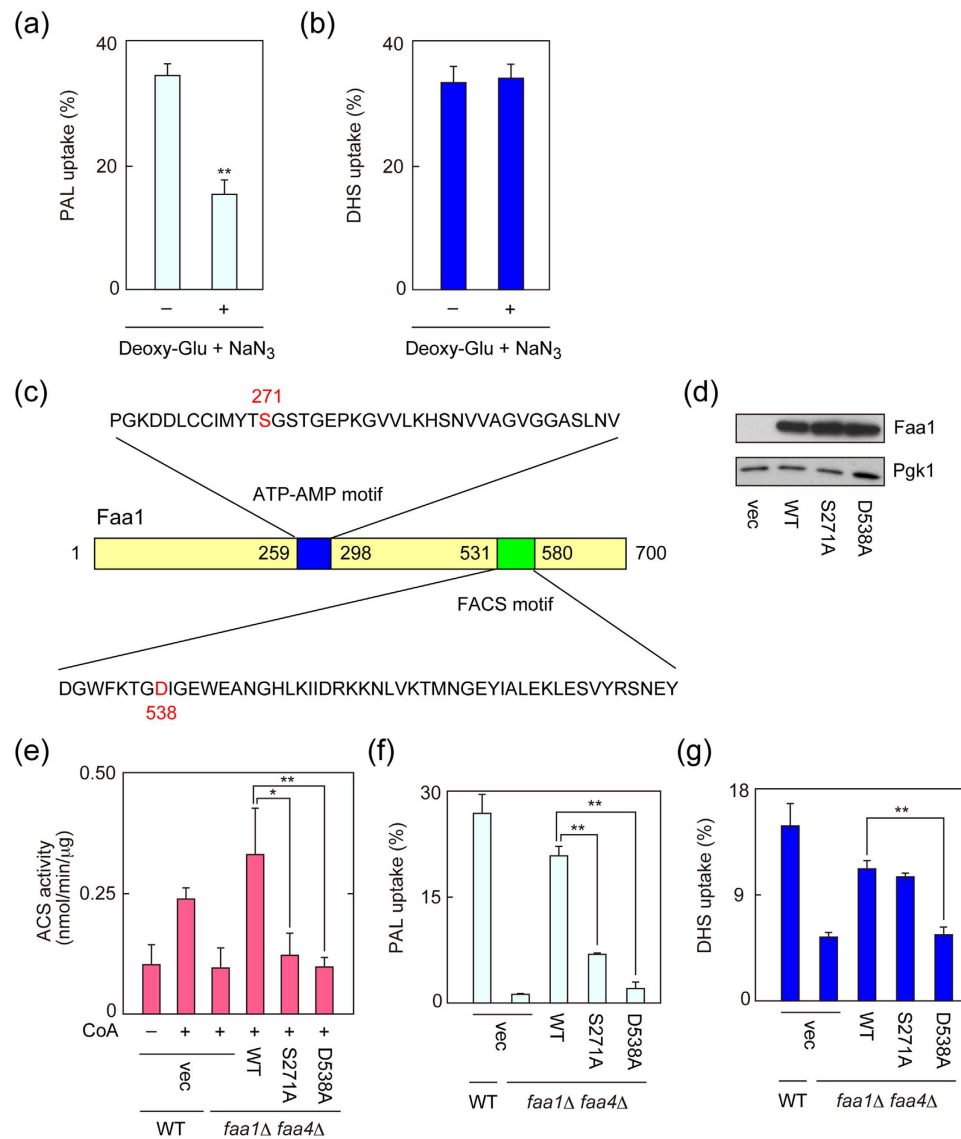 (a)
PAL uptake (%)
40
20
0
**
− +
Deoxy-Glu + NaN3
(b)
DHS uptake (%)
40
20
0
− +
Deoxy-Glu + NaN3
(c)
271
PGKDDLCCIMYTSGSTGEPKGVVLKHSNVVAGVGGASLNV
ATP-AMP motif
Faa1
1 259 298 531 580 700
FACS motif
DGWFKTGDIGEWEANGHLKIIDRKKNLVKTMNGEYIALEKLESVYRSNEY
538
(d)
Faa1
Pgk1
vec WT S271A D538A
(e)
ACS activity
(nmol/min/μg)
0.50
0.25
0
**
*
CoA − + + + + +
vec WT S271A D538A
WT faa1Δ faa4Δ
(f)
PAL uptake (%)
30
15
0
**
**
vec WT S271A D538A
WT faa1Δ faa4Δ
(g)
DHS uptake (%)
18
9
0
**
vec WT S271A D538A
WT faa1Δ faa4Δ